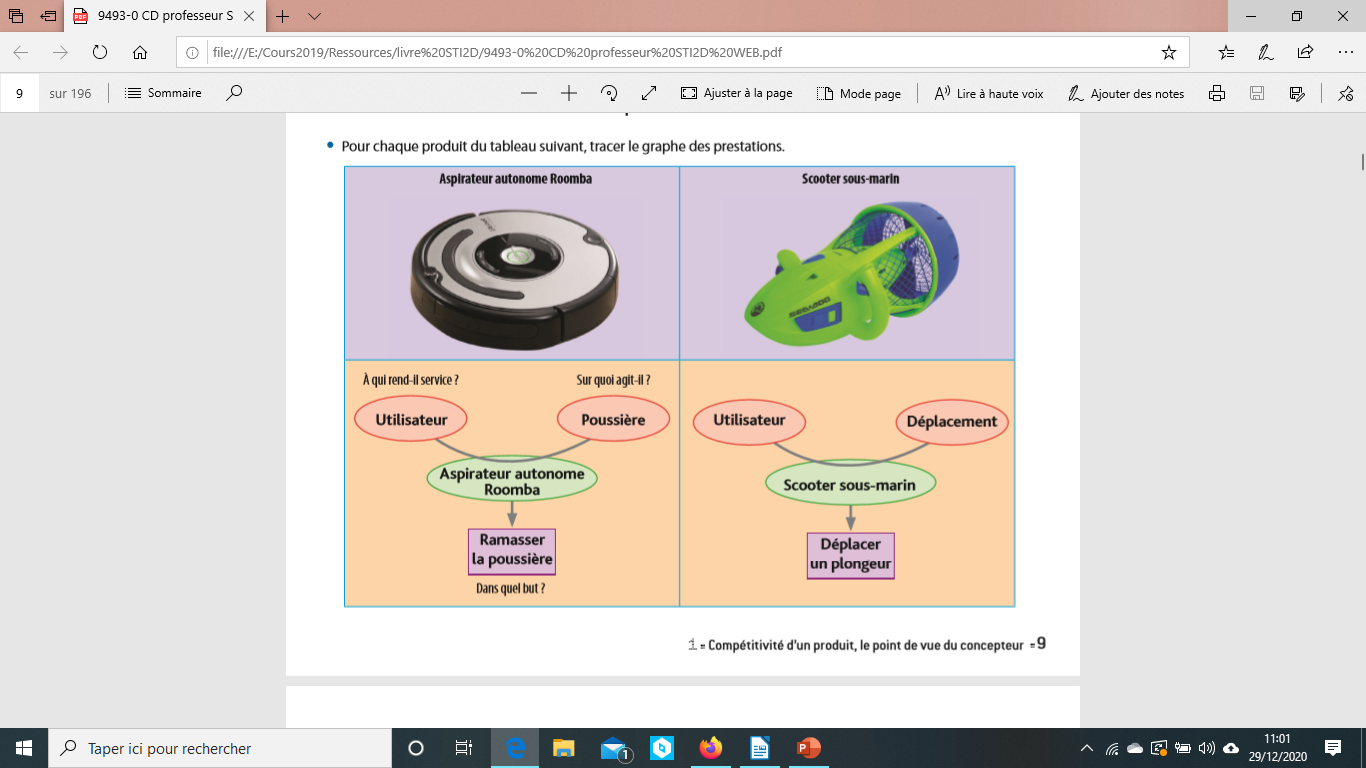 9493-0 CD professeur S
file:///E:/Cours2019/Ressources/livre%20STI2D/9493-0%20CD%20professeur%20STI2D%20WEB.pdf
9 sur 196 Sommaire Ajuster à la page Mode page Lire à haute voix Ajouter des notes
• Pour chaque produit du tableau suivant, tracer le graphe des prestations.
Aspirateur autonome Roomba
Scooter sous-marin
SEADOO
À qui rend-il service ?
Sur quoi agit-il ?
Utilisateur
Poussière
Aspirateur autonome
Roomba
Ramasser
la poussière
Dans quel but ?
Utilisateur
Déplacement
Scooter sous-marin
Déplacer
un plongeur
1 = Compétitivité d'un produit, le point de vue du concepteur = 9
Taper ici pour rechercher
1
11:01
29/12/2020